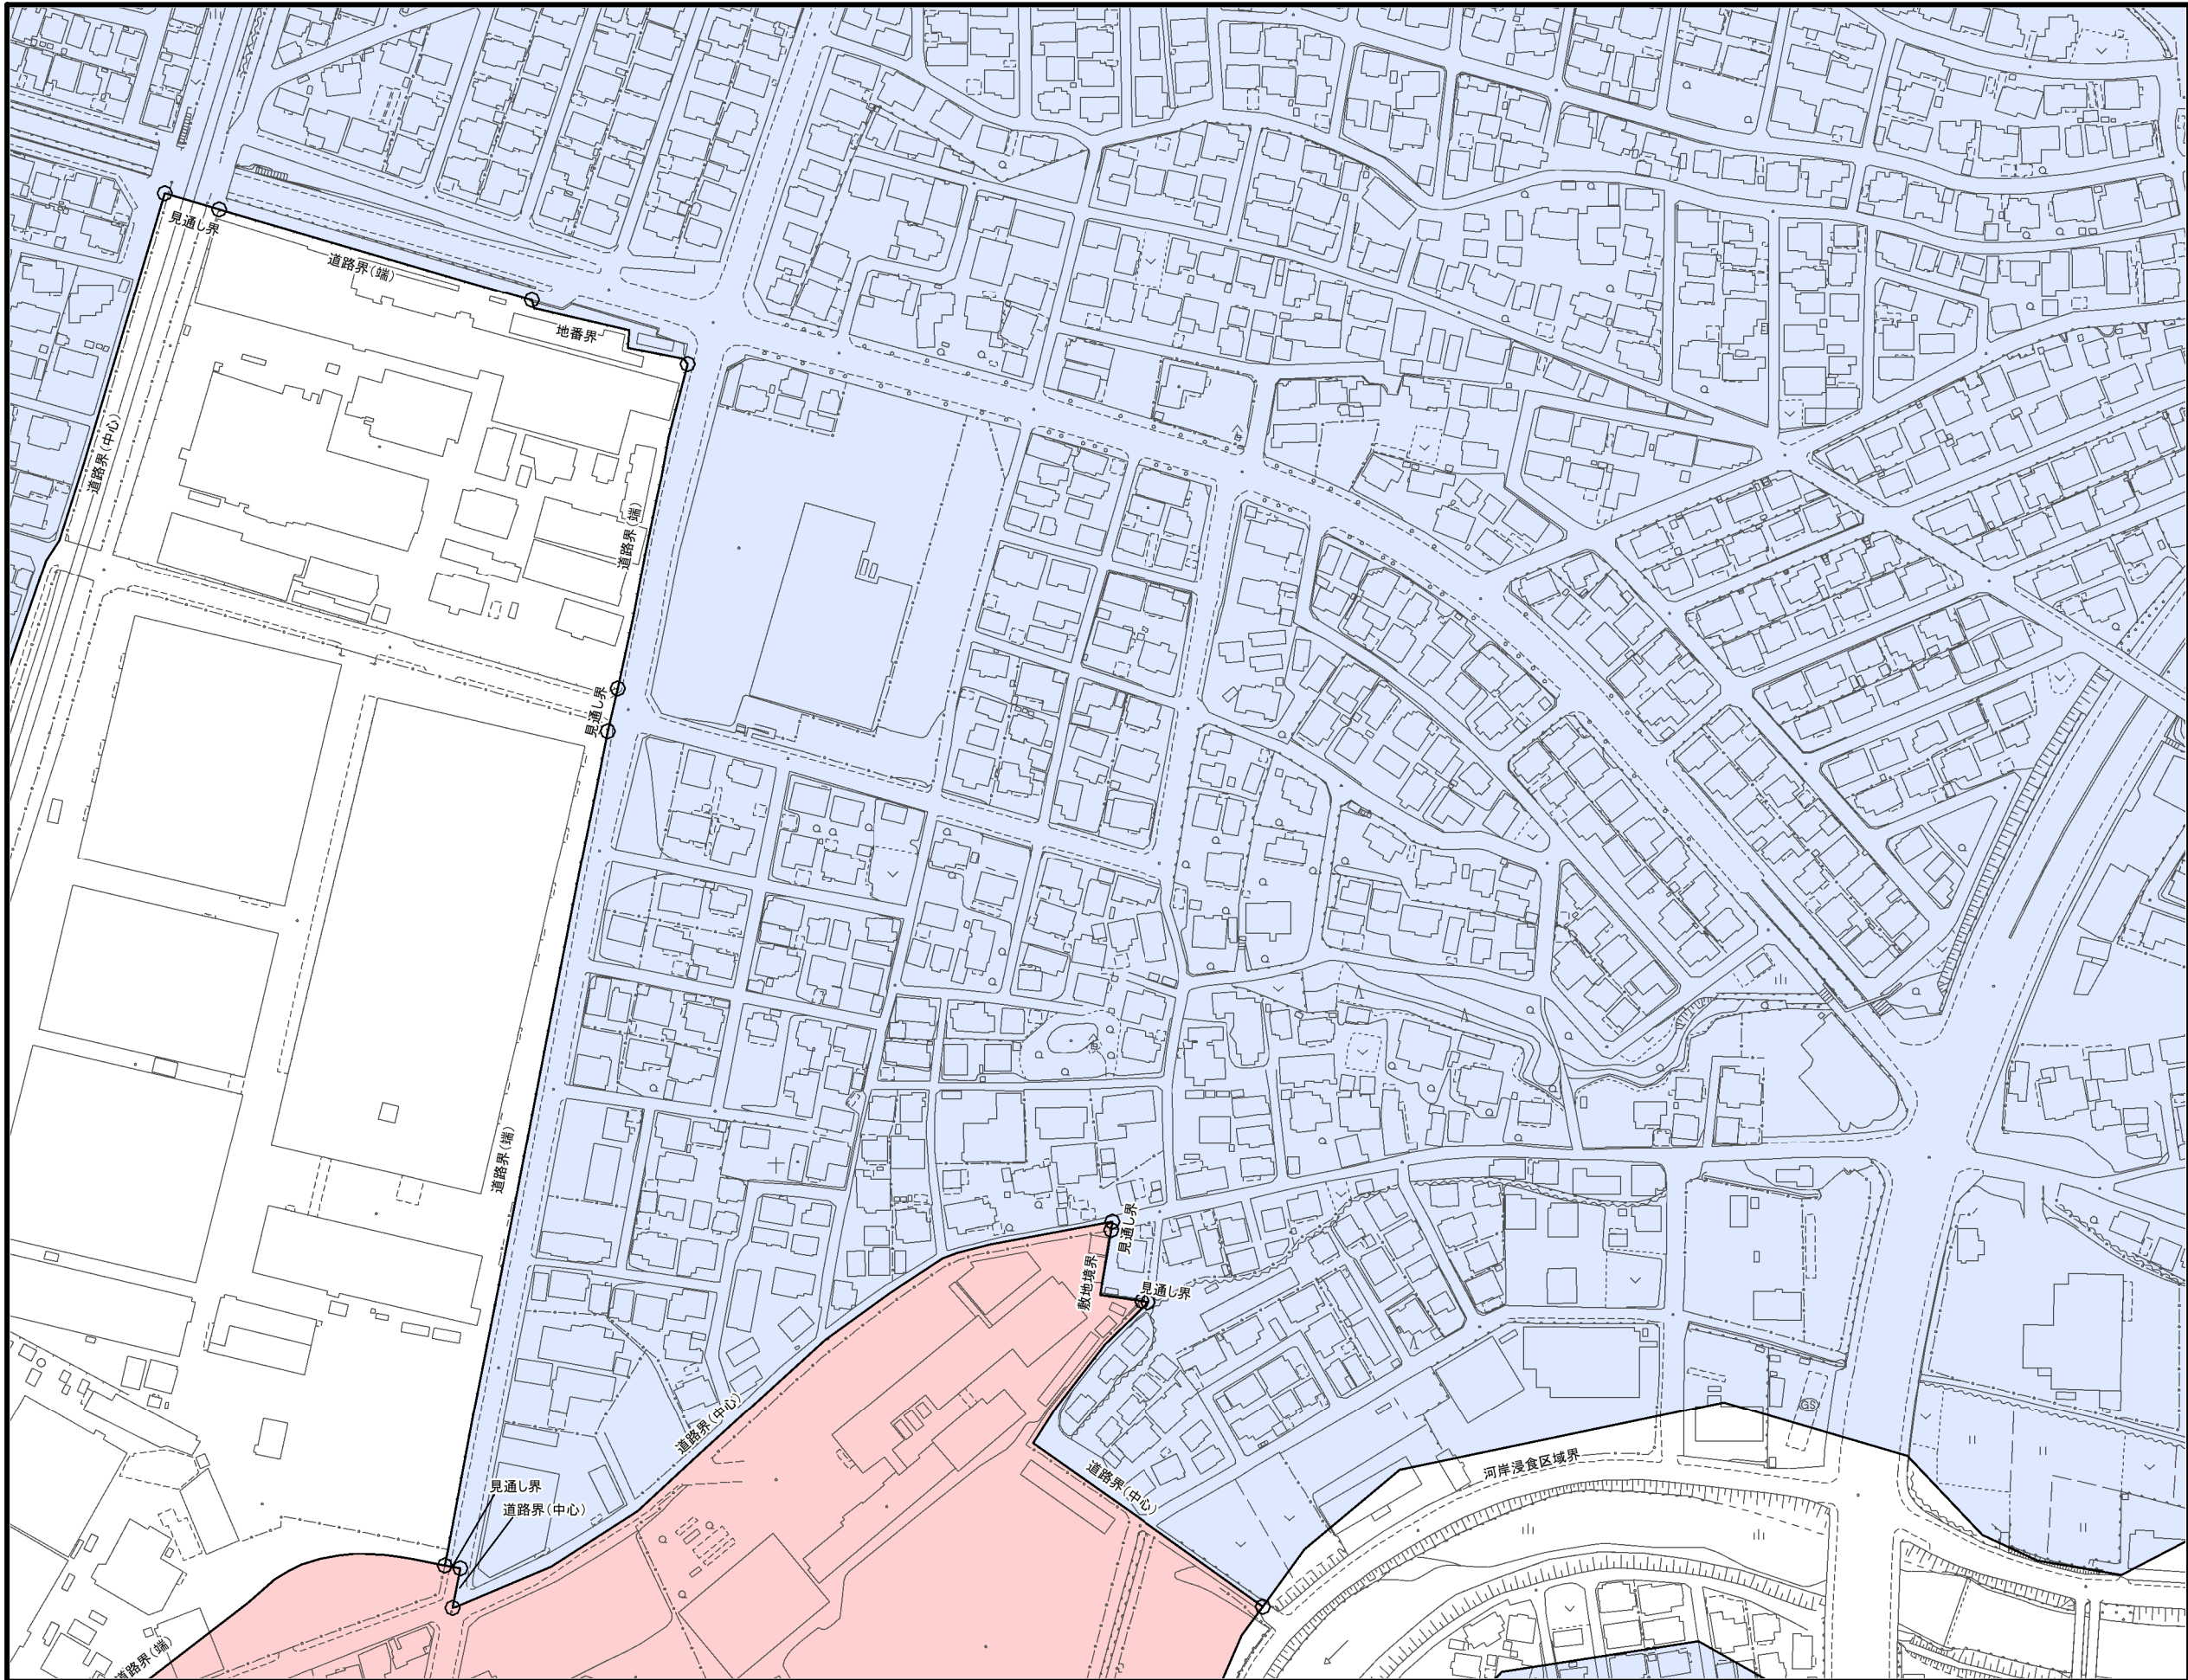 見通し界
道路界(端)
地番界
道路界(中心)
道路界(端)
見通し界
道路界(端)
見通し界
敷地境界
見通し界
道路界(中心)
GS
河岸浸食区域界
道路界(中心)
見通し界
道路界(中心)
道路界(端)